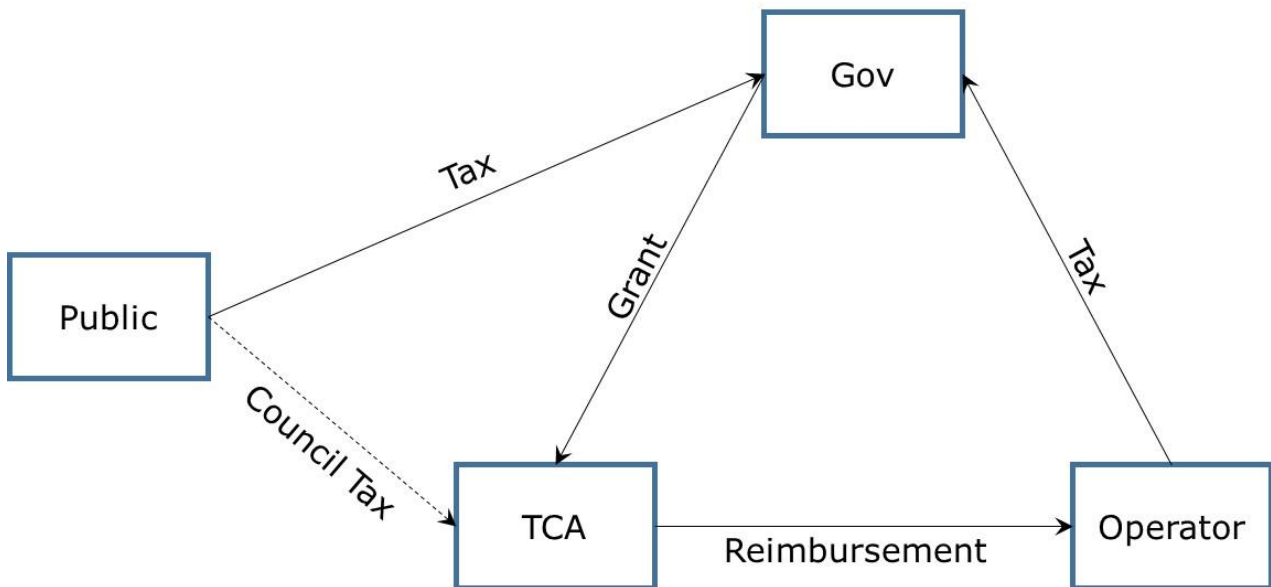 Gov
Tax
Grant
Tax
Public
Council Tax
TCA
Reimbursement
Operator